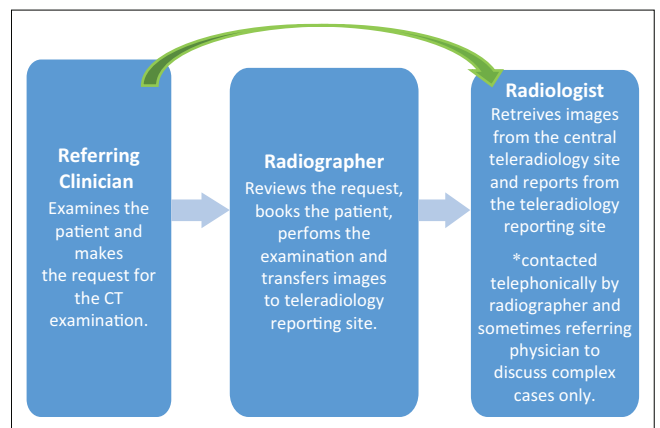 Referring
Clinician
Examines the
patient and
makes
the request for
the CT
examination.
Radiographer
Reviews the request,
books the patient,
perfoms the
examination and
transfers images
to teleradiology
reporting site.
Radiologist
Retreives images
from the central
teleradiology site
and reports from
the teleradiology
reporting site
*contacted
telephonically by
radiographer and
sometimes referring
physician to
discuss complex
cases only.